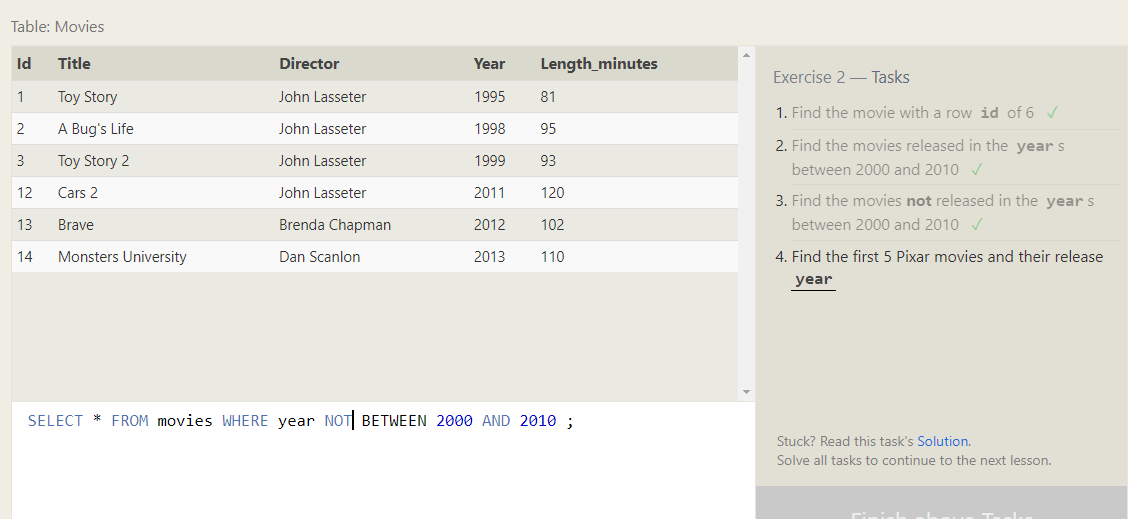 Table: Movies
Id Title Director Year Length_minutes
1 Toy Story John Lasseter 1995 81
2 A Bug's Life John Lasseter 1998 95
3 Toy Story 2 John Lasseter 1999 93
12 Cars 2 John Lasseter 2011 120
13 Brave Brenda Chapman 2012 102
14 Monsters University Dan Scanlon 2013 110
SELECT * FROM movies WHERE year NOT BETWEEN 2000 AND 2010 ;
Exercise 2 — Tasks
1. Find the movie with a row id of 6 ✓
2. Find the movies released in the year s
between 2000 and 2010 ✓
3. Find the movies not released in the year s
between 2000 and 2010 ✓
4. Find the first 5 Pixar movies and their release
year
Stuck? Read this task's Solution.
Solve all tasks to continue to the next lesson.
Finish above Tasks